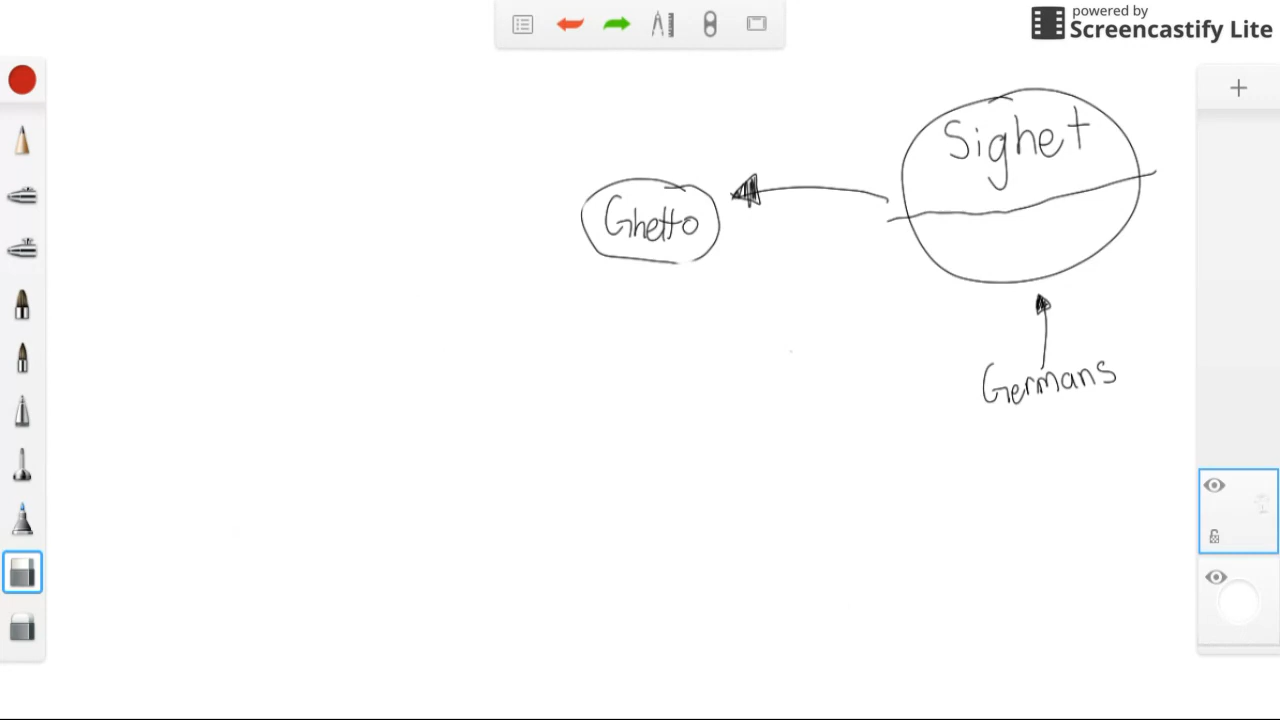 powered by
Screencastify Lite
Sighet
Ghetto
Germans